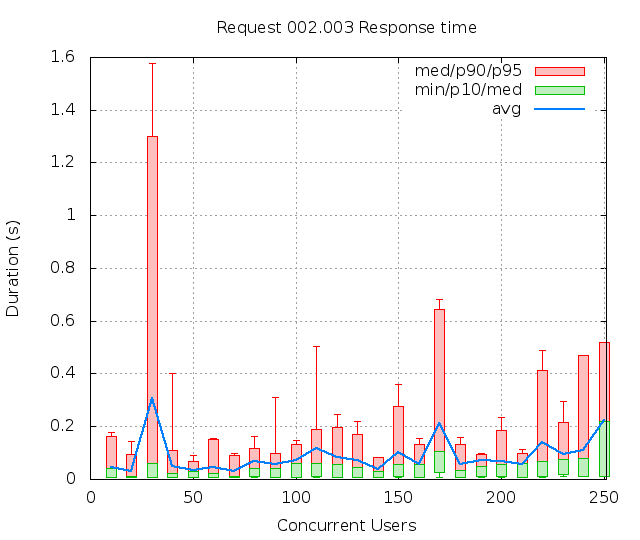 Request 002.003 Response time
med/p90/p95
min/p10/med
avg
Duration (s)
1.6
1.4
1.2
1
0.8
0.6
0.4
0.2
0
0 50 100 150 200 250
Concurrent Users